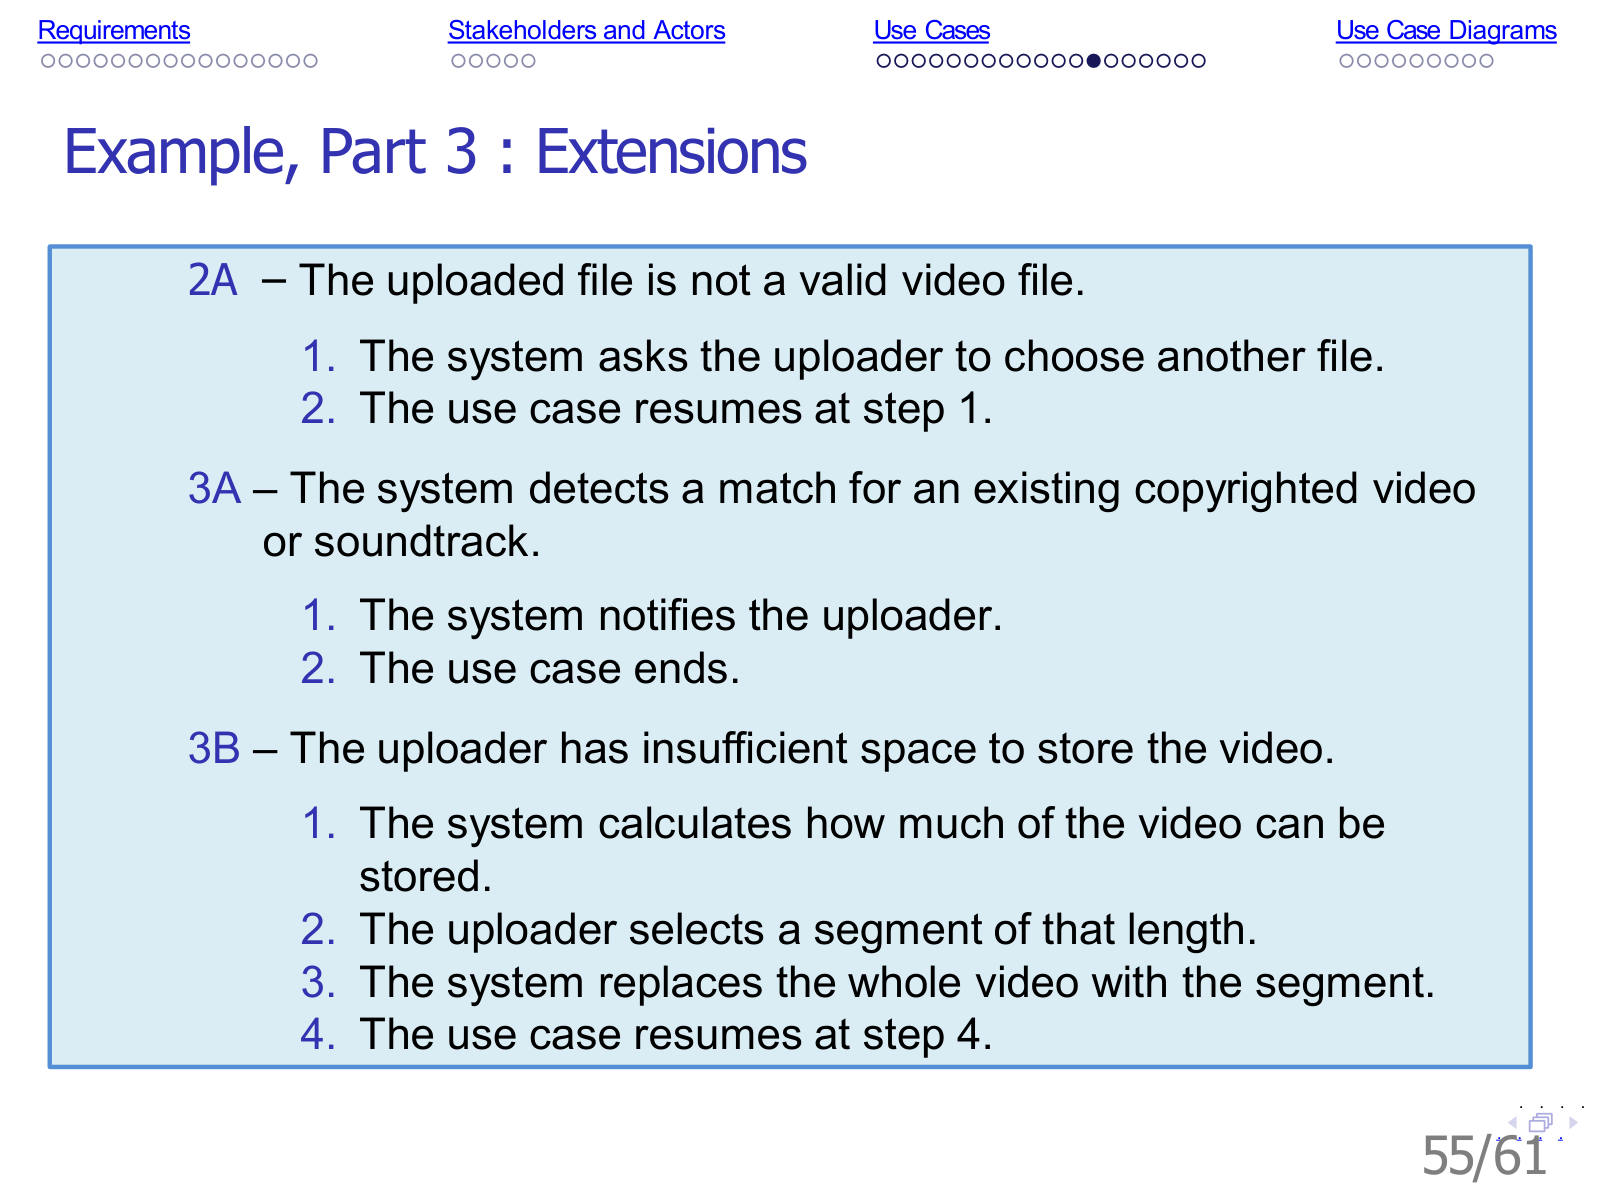 Requirements
Stakeholders and Actors
Use Cases
Use Case Diagrams
Example, Part 3 : Extensions
2A – The uploaded file is not a valid video file.
1. The system asks the uploader to choose another file.
2. The use case resumes at step 1.
3A – The system detects a match for an existing copyrighted video
or soundtrack.
1. The system notifies the uploader.
2. The use case ends.
3B – The uploader has insufficient space to store the video.
1. The system calculates how much of the video can be
stored.
2. The uploader selects a segment of that length.
3. The system replaces the whole video with the segment.
4. The use case resumes at step 4.
55/61